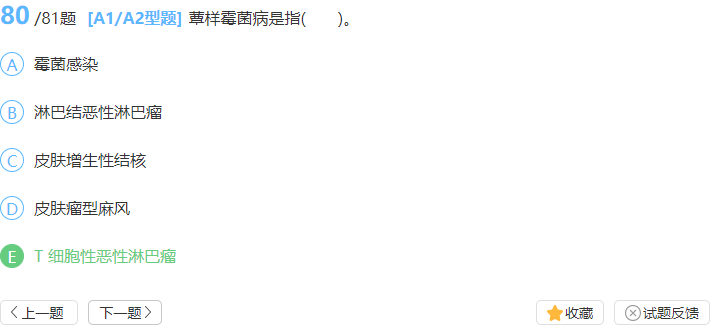 80 /81题 [A1/A2型题] 蕈样霉菌病是指(　　)。
A 霉菌感染
B 淋巴结恶性淋巴瘤
C 皮肤增生性结核
D 皮肤瘤型麻风
E T 细胞性恶性淋巴瘤
上一题 下一题 收藏 试题反馈